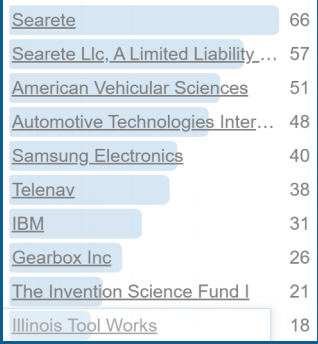 Searete 66
Searete Llc, A Limited Liability ... 57
American Vehicular Sciences 51
Automotive Technologies Inter... 48
Samsung Electronics 40
Telenav 38
IBM 31
Gearbox Inc 26
The Invention Science Fund I 21
Illinois Tool Works 18